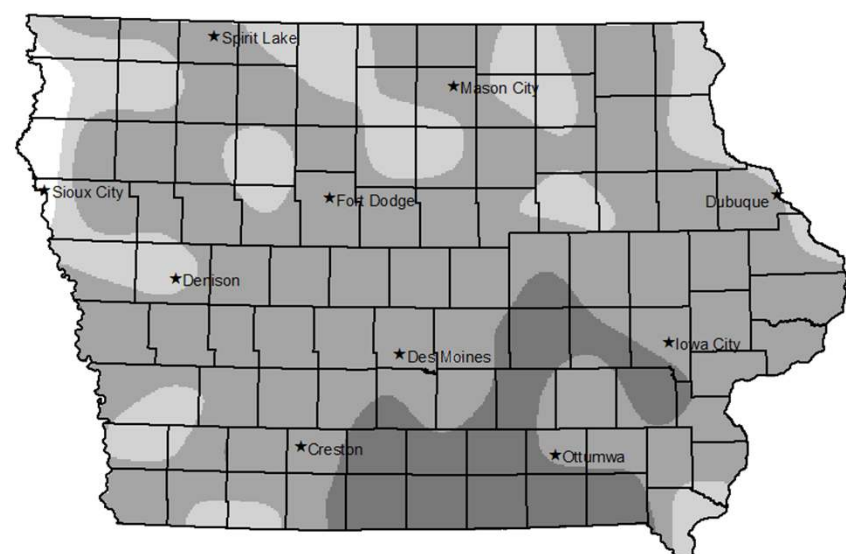 Spirit Lake
Mason City
Sioux City
Fort Dodge
Dubuque
Denison
Iowa City
Des Moines
Creston
Ottumwa